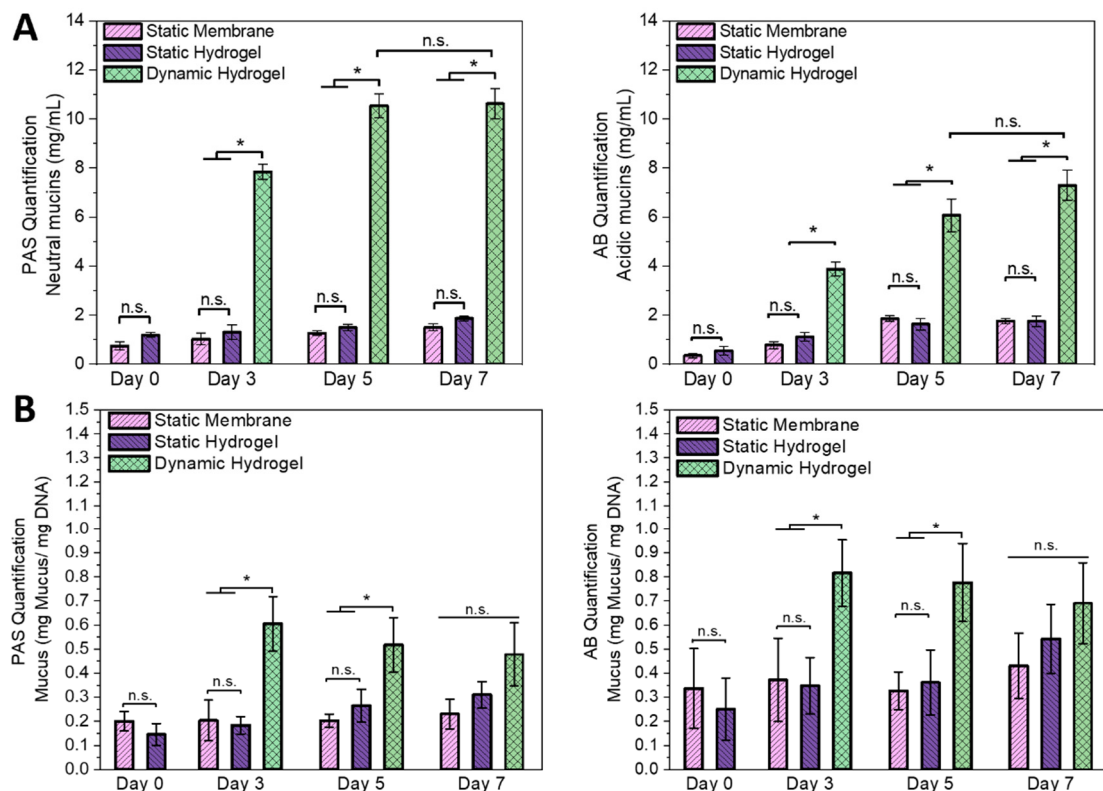 A
Static Membrane
Static Hydrogel
Dynamic Hydrogel
PAS Quantification
Neutral mucins (mg/mL)
14
12
10
8
6
4
2
0
n.s.
n.s.
*
n.s.
*
n.s.
n.s.
*
Day 0 Day 3 Day 5 Day 7
Static Membrane
Static Hydrogel
Dynamic Hydrogel
AB Quantification
Acidic mucins (mg/mL)
14
12
10
8
6
4
2
0
n.s.
n.s.
*
n.s.
*
n.s.
n.s.
*
Day 0 Day 3 Day 5 Day 7
B
Static Membrane
Static Hydrogel
Dynamic Hydrogel
PAS Quantification
Mucus (mg Mucus/ mg DNA)
1.5
1.4
1.3
1.2
1.1
1.0
0.9
0.8
0.7
0.6
0.5
0.4
0.3
0.2
0.1
0.0
n.s.
n.s.
*
n.s.
*
n.s.
Day 0 Day 3 Day 5 Day 7
Static Membrane
Static Hydrogel
Dynamic Hydrogel
AB Quantification
Mucus (mg Mucus/ mg DNA)
1.5
1.4
1.3
1.2
1.1
1.0
0.9
0.8
0.7
0.6
0.5
0.4
0.3
0.2
0.1
0.0
n.s.
n.s.
*
n.s.
*
n.s.
Day 0 Day 3 Day 5 Day 7